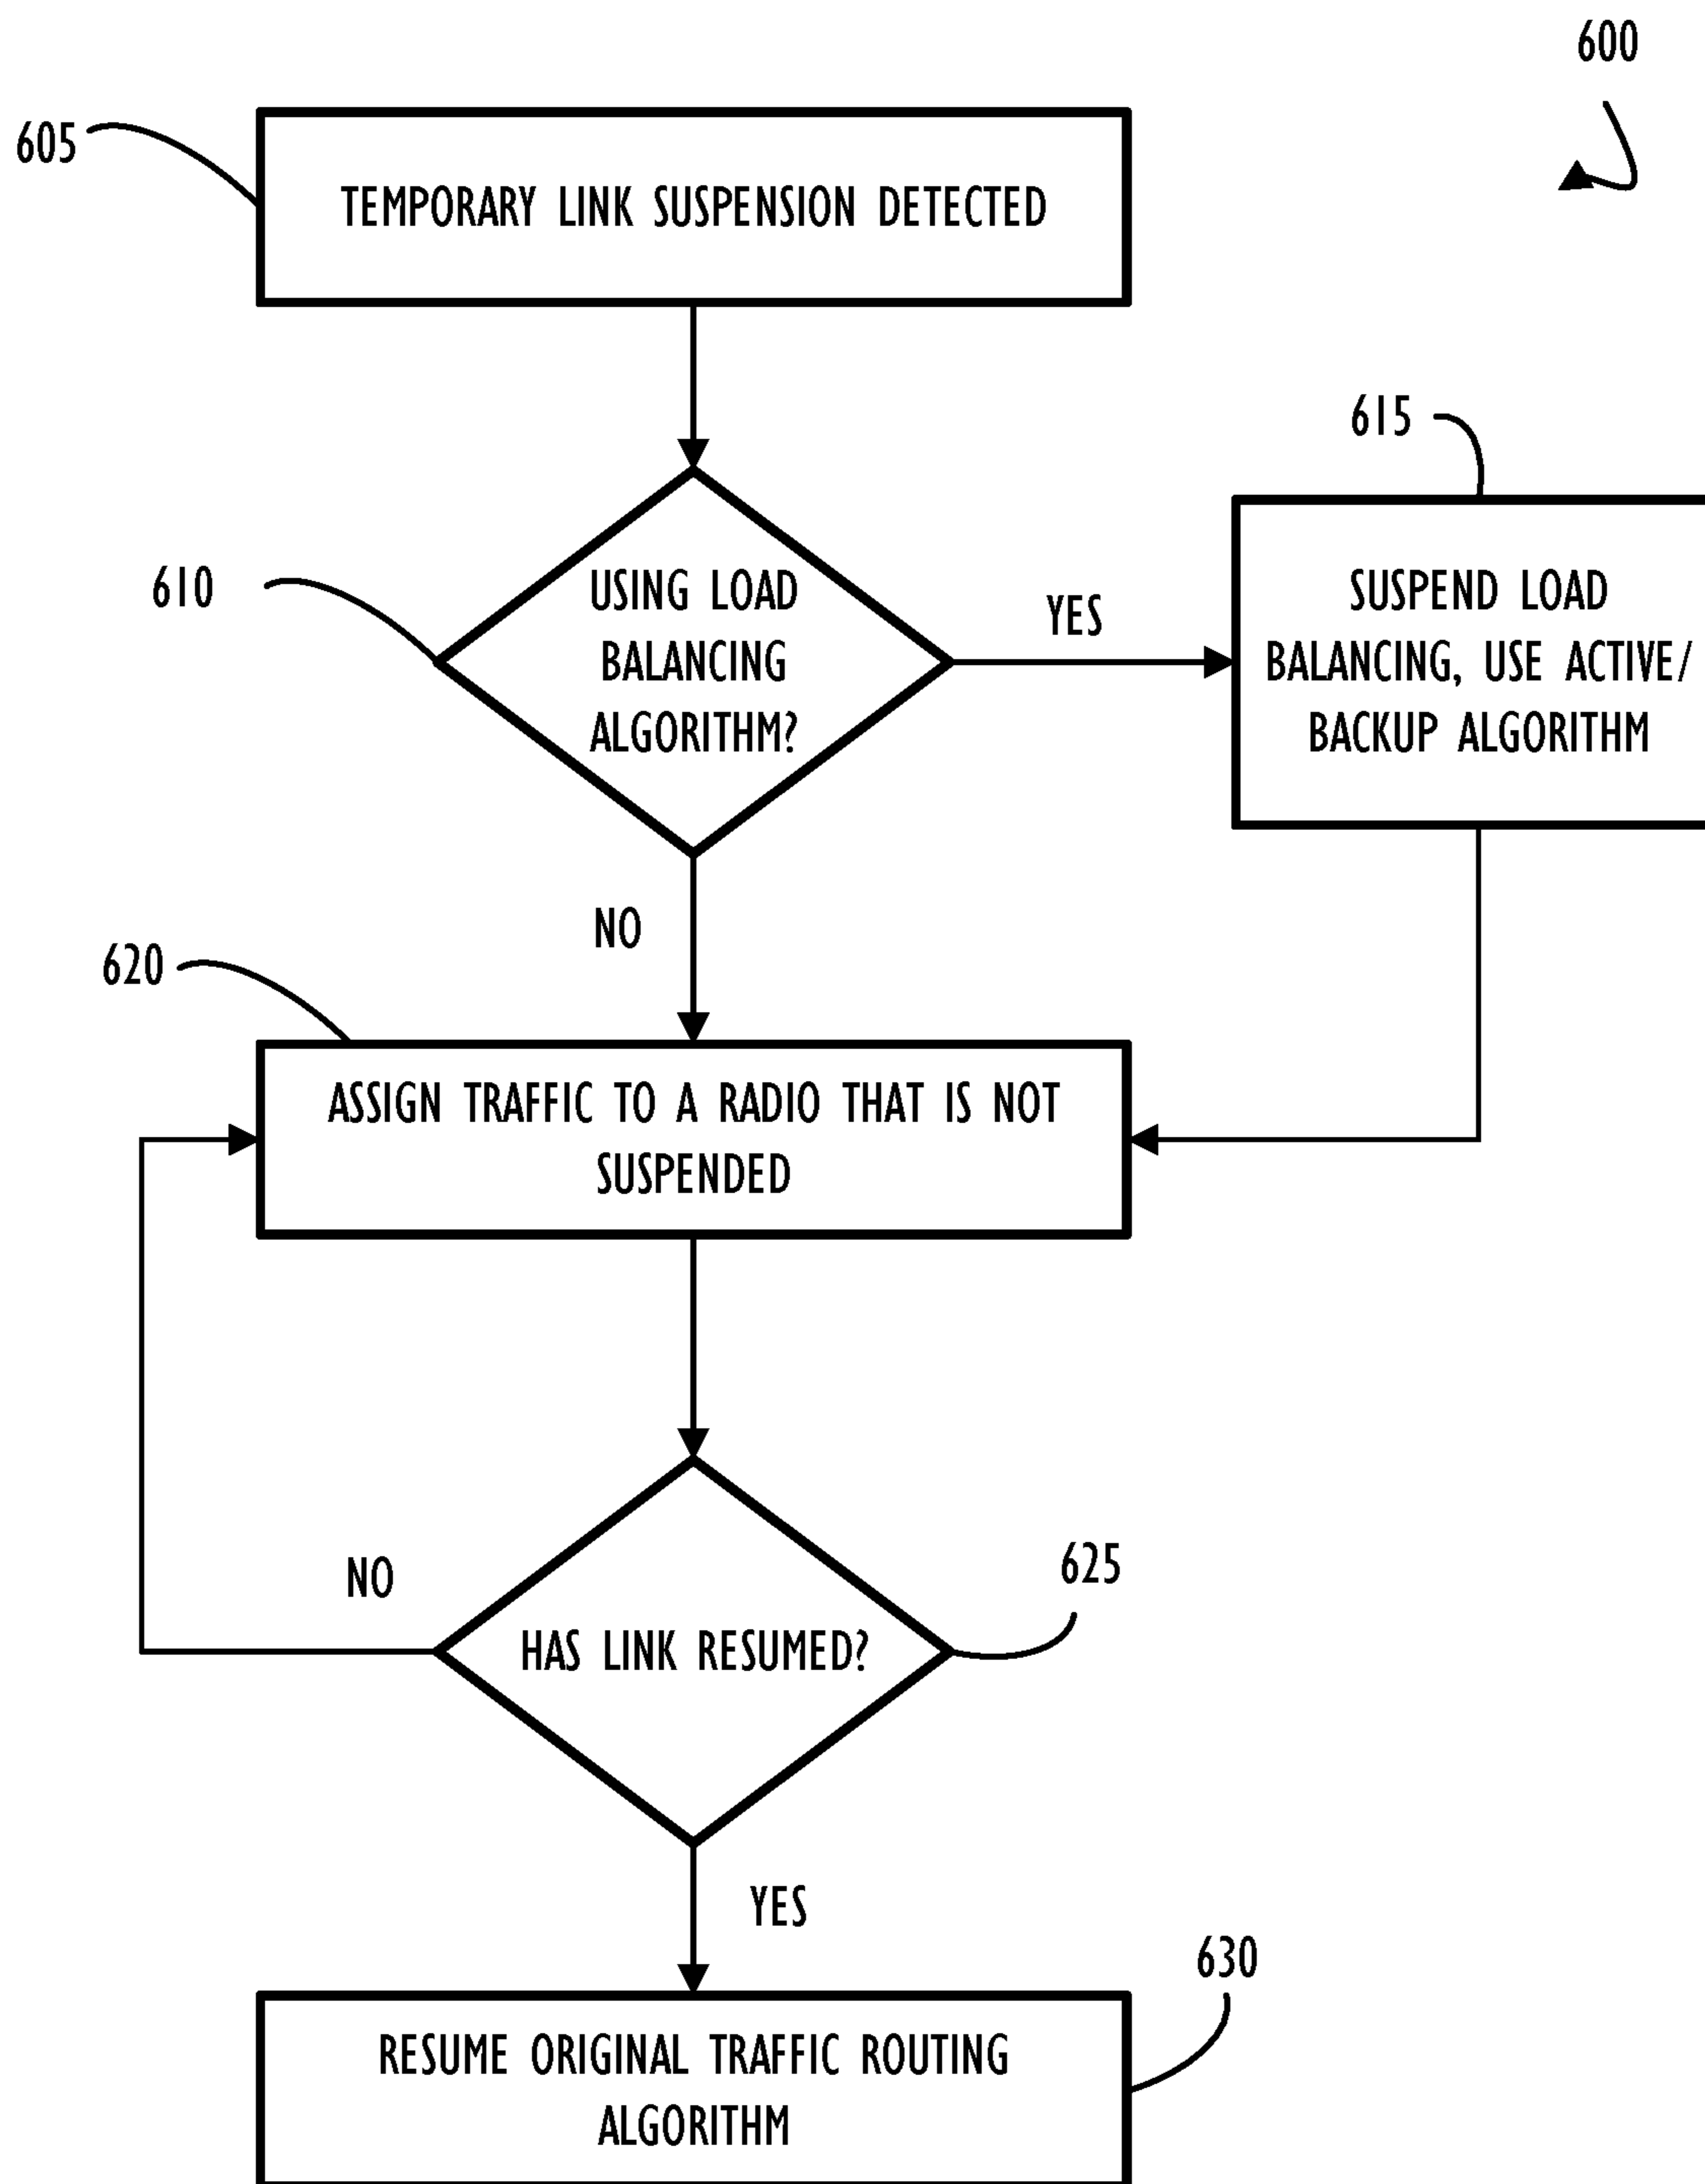 600
605
TEMPORARY LINK SUSPENSION DETECTED
615
610
USING LOAD
BALANCING
ALGORITHM?
YES
SUSPEND LOAD
BALANCING, USE ACTIVE/
BACKUP ALGORITHM
NO
620
ASSIGN TRAFFIC TO A RADIO THAT IS NOT
SUSPENDED
NO
625
HAS LINK RESUMED?
YES
630
RESUME ORIGINAL TRAFFIC ROUTING
ALGORITHM